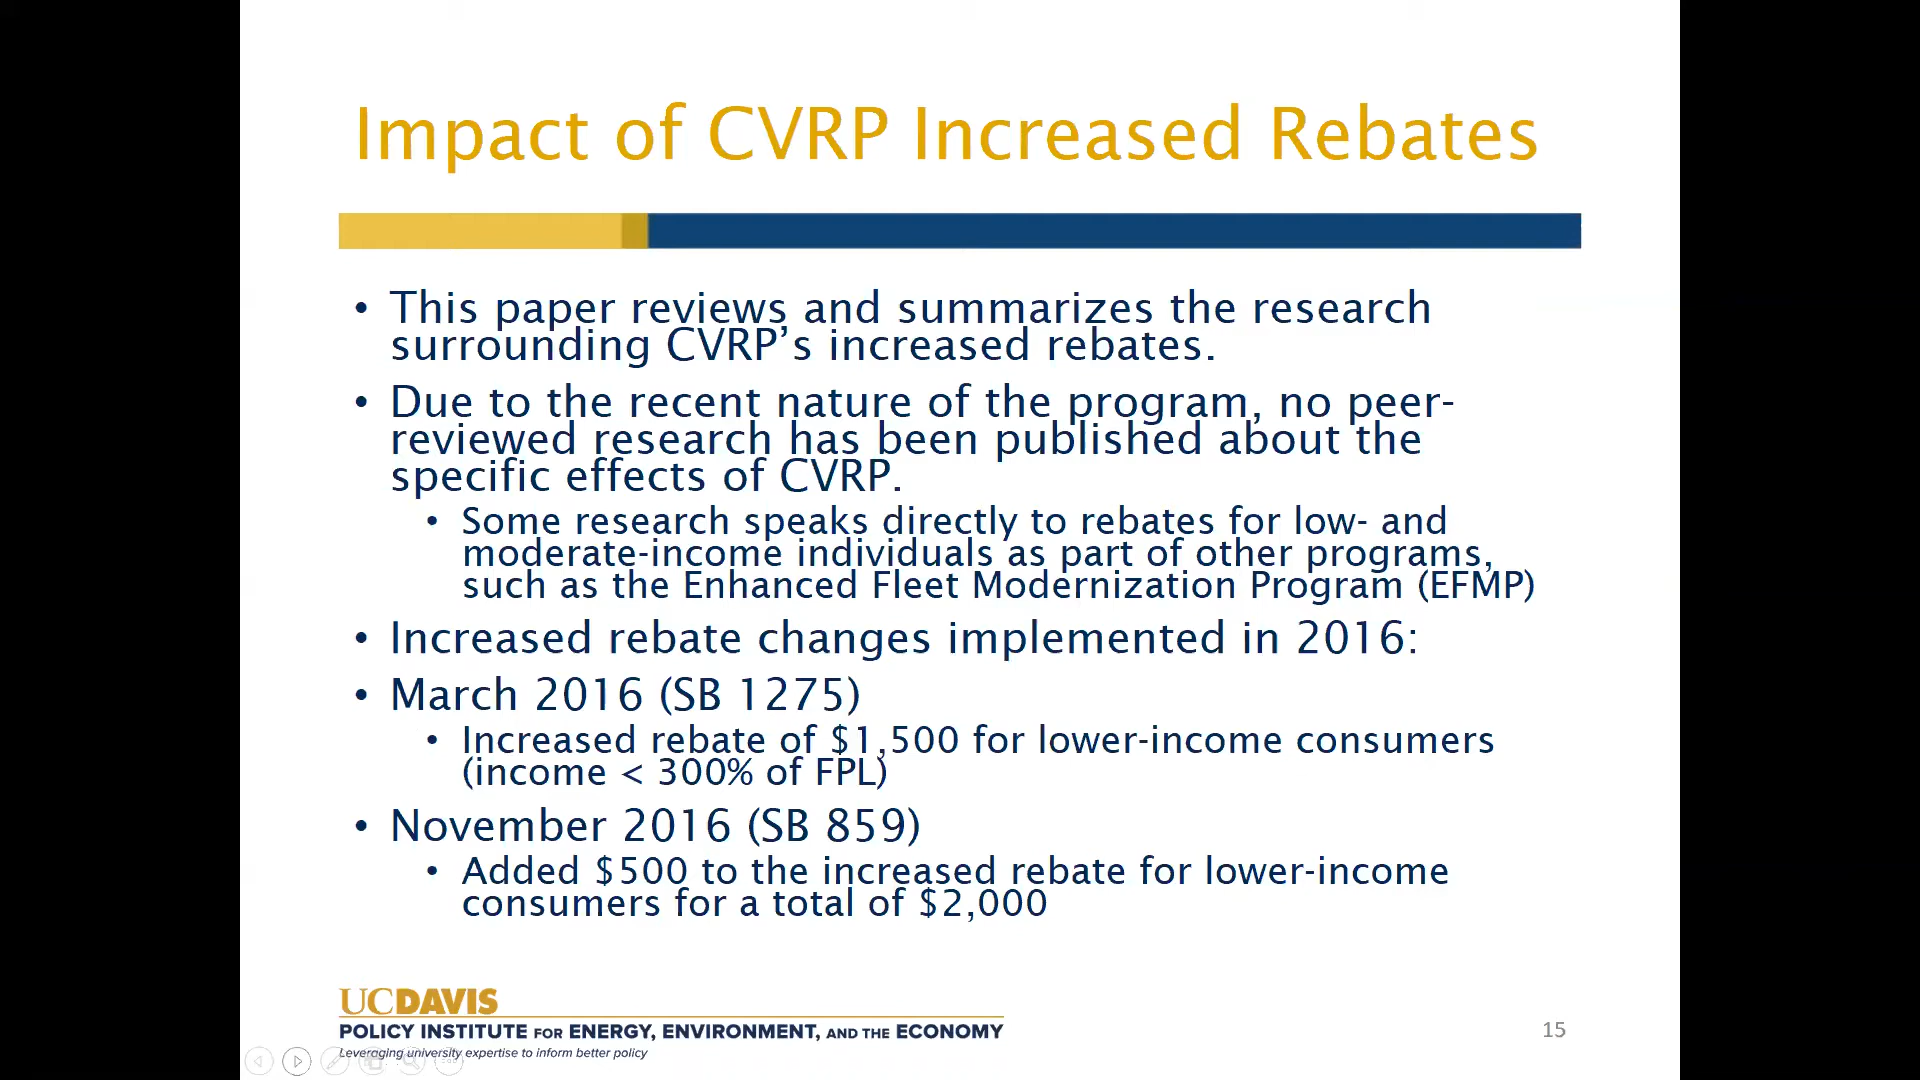 Impact of CVRP Increased Rebates
• This paper reviews and summarizes the research
surrounding CVRP’s increased rebates.
• Due to the recent nature of the program, no peer-
reviewed research has been published about the
specific effects of CVRP.
• Some research speaks directly to rebates for low- and
moderate-income individuals as part of other programs,
such as the Enhanced Fleet Modernization Program (EFMP)
• Increased rebate changes implemented in 2016:
• March 2016 (SB 1275)
• Increased rebate of $1,500 for lower-income consumers
(income < 300% of FPL)
• November 2016 (SB 859)
• Added $500 to the increased rebate for lower-income
consumers for a total of $2,000
UCDAVIS
POLICY INSTITUTE FOR ENERGY, ENVIRONMENT, AND THE ECONOMY
Leveraging university expertise to inform better policy
15